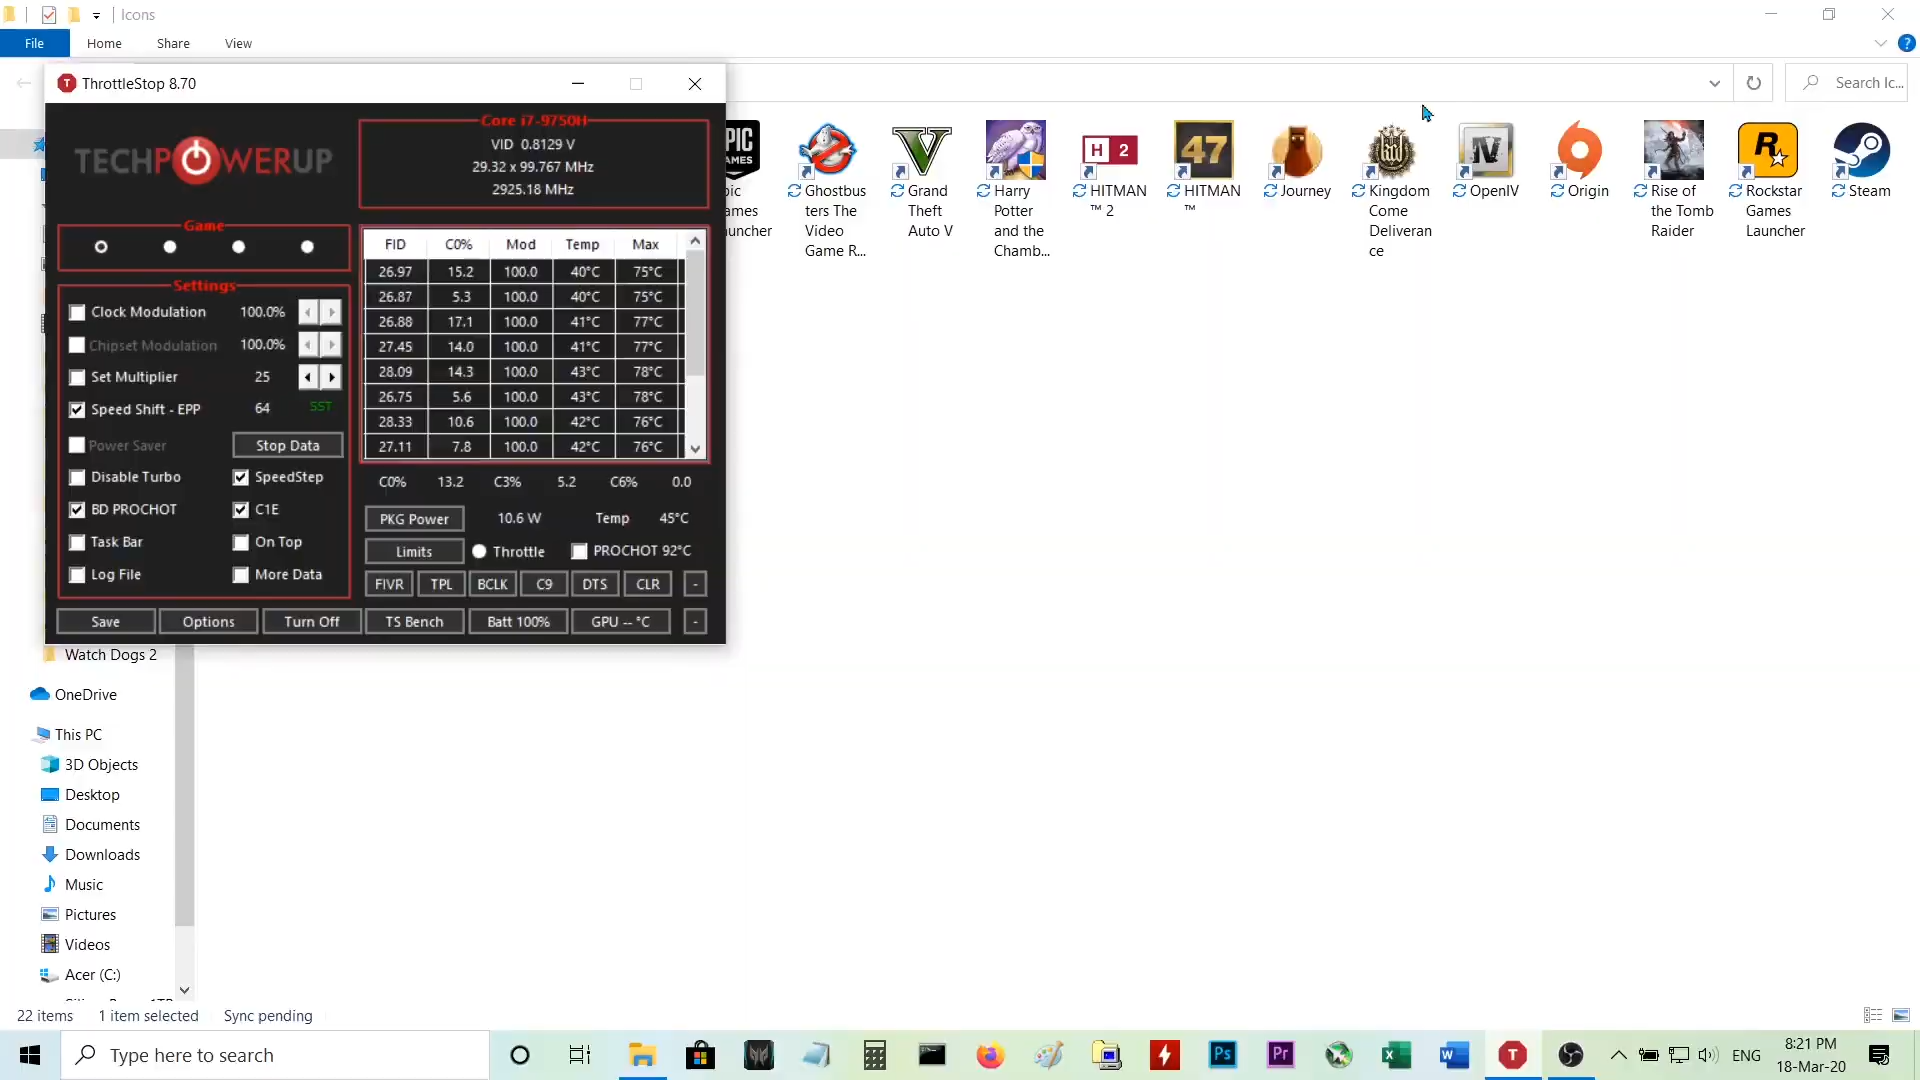 Icons
File Home Share View
ThrottleStop 8.70
Search Ic...
TECHPOWERUP
Core i7-9750H
VID 0.8129 V
29.32 x 99.767 MHz
2925.18 MHz
Game
FID C0% Mod Temp Max
26.97 15.2 100.0 40°C 75°C
26.87 5.3 100.0 40°C 75°C
26.88 17.1 100.0 41°C 77°C
27.45 14.0 100.0 41°C 77°C
28.09 14.3 100.0 43°C 78°C
26.75 5.6 100.0 43°C 78°C
28.33 10.6 100.0 42°C 76°C
27.11 7.8 100.0 42°C 76°C
Settings
Clock Modulation 100.0%
Chipset Modulation 100.0%
Set Multiplier 25
Speed Shift - EPP 64 SST
Power Saver Stop Data
Disable Turbo SpeedStep
BD PROCHOT C1E
Task Bar On Top
Log File More Data
C0% 13.2 C3% 5.2 C6% 0.0
PKG Power 10.6 W Temp 45°C
Limits Throttle PROCHOT 92°C
FIVR TPL BCLK C9 DTS CLR -
Save Options Turn Off TS Bench Batt 100% GPU -- °C -
EPIC
GAMES
Ghostbus
ters The
Video
Game R...
Grand
Theft
Auto V
Harry
Potter
and the
Chamb...
H 2
HITMAN
™ 2
47
HITMAN
™
Journey
Kingdom
Come
Deliveran
ce
IV
OpenIV
Origin
Rise of
the Tomb
Raider
R
Rockstar
Games
Launcher
Steam
Watch Dogs 2
OneDrive
This PC
3D Objects
Desktop
Documents
Downloads
Music
Pictures
Videos
Acer (C:)
22 items 1 item selected Sync pending
Type here to search
Ps
Pr
ENG
8:21 PM
18-Mar-20